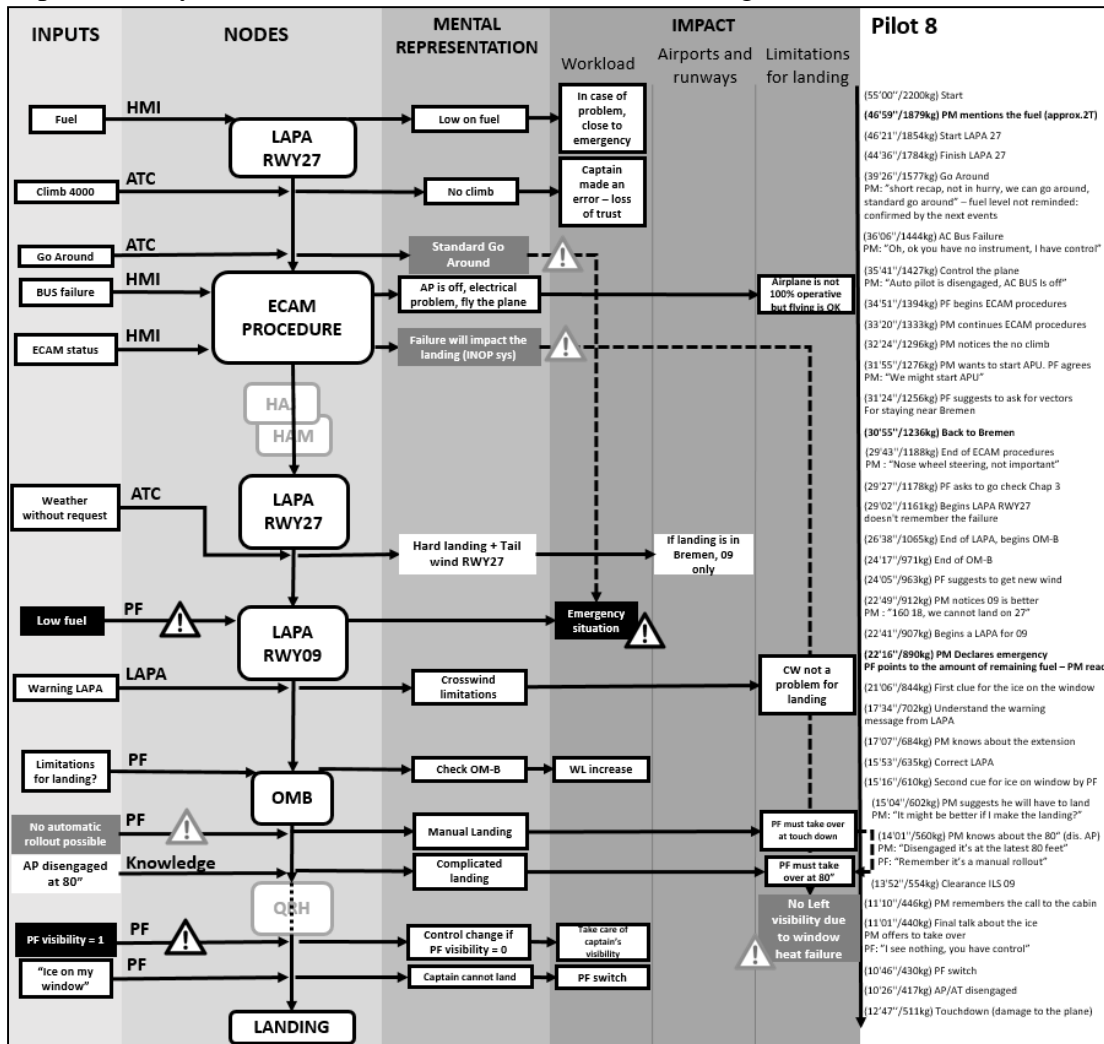 INPUTS
NODES
MENTAL
REPRESENTATION
IMPACT
Workload
Airports and
runways
Limitations
for landing
Pilot 8
Fuel
HMI
LAPA
RWY27
Low on fuel
In case of
problem,
close to
emergency
Climb 4000
ATC
No climb
Captain
made an
error – loss
of trust
Go Around
ATC
Standard Go
Around
BUS failure
HMI
ECAM
PROCEDURE
AP is off, electrical
problem, fly the plane
Airplane is not
100% operative
but flying is OK
ECAM status
HMI
Failure will impact the
landing (INOP sys)
HAJ
HAM
Weather
without request
ATC
LAPA
RWY27
Hard landing + Tail
wind RWY27
If landing is in
Bremen, 09
only
Low fuel
PF
LAPA
RWY09
Emergency
situation
Warning LAPA
LAPA
Crosswind
limitations
CW not a
problem for
landing
Limitations
for landing?
PF
OMB
Check OM-B
WL increase
No automatic
rollout possible
PF
Manual Landing
PF must take over
at touch down
AP disengaged
at 80”
Knowledge
Complicated
landing
PF must take
over at 80”
QRH
No Left
visibility due
to window
heat failure
PF visibility = 1
PF
Control change if
PF visibility = 0
Take care of
captain’s
visibility
“Ice on my
window”
PF
Captain cannot land
PF switch
LANDING
(55’00’’/2200kg) Start
(46’59’’/1879kg) PM mentions the fuel (approx.2T)
(46’21’’/1854kg) Start LAPA 27
(44’36’’/1784kg) Finish LAPA 27
(39’26’’/1577kg) Go Around
PM: “short recap, not in hurry, we can go around,
standard go around” – fuel level not reminded:
confirmed by the next events
(36’06’’/1444kg) AC Bus Failure
PM: “Oh, ok you have no instrument, I have control”
(35’41’’/1427kg) Control the plane
PM: “Auto pilot is disengaged, AC BUS Is off”
(34’51’’/1394kg) PF begins ECAM procedures
(33’20’’/1333kg) PM continues ECAM procedures
(32’24’’/1296kg) PM notices the no climb
(31’55’’/1276kg) PM wants to start APU. PF agrees
PM: “We might start APU”
(31’24’’/1256kg) PF suggests to ask for vectors
For staying near Bremen
(30’55’’/1236kg) Back to Bremen
(29’43’’/1188kg) End of ECAM procedures
PM : “Nose wheel steering, not important”
(29’27’’/1178kg) PF asks to go check Chap 3
(29’02’’/1161kg) Begins LAPA RWY27
doesn’t remember the failure
(26’38’’/1065kg) End of LAPA, begins OM-B
(24’17’’/971kg) End of OM-B
(24’05’’/963kg) PF suggests to get new wind
(22’49’’/912kg) PM notices 09 is better
PM : “160 18, we cannot land on 27”
(22’41’’/907kg) Begins a LAPA for 09
(22’16’’/890kg) PM Declares emergency
PF points to the amount of remaining fuel – PM reac
(21’06’’/844kg) First clue for the ice on the window
(17’34’’/702kg) Understand the warning
message from LAPA
(17’07’’/684kg) PM knows about the extension
(15’53’’/635kg) Correct LAPA
(15’16’’/610kg) Second cue for ice on window by PF
(15’04’’/602kg) PM suggests he will have to land
PM: “It might be better if I make the landing?”
(14’01’’/560kg) PM knows about the 80” (dis. AP)
PM: “Disengaged it’s at the latest 80 feet”
PF: “Remember it’s a manual rollout”
(13’52’’/554kg) Clearance ILS 09
(11’10’’/446kg) PM remembers the call to the cabin
(11’01’’/440kg) Final talk about the ice
PM offers to take over
PF: “I see nothing, you have control”
(10’46’’/430kg) PF switch
(10’26’’/417kg) AP/AT disengaged
(12’47’’/511kg) Touchdown (damage to the plane)